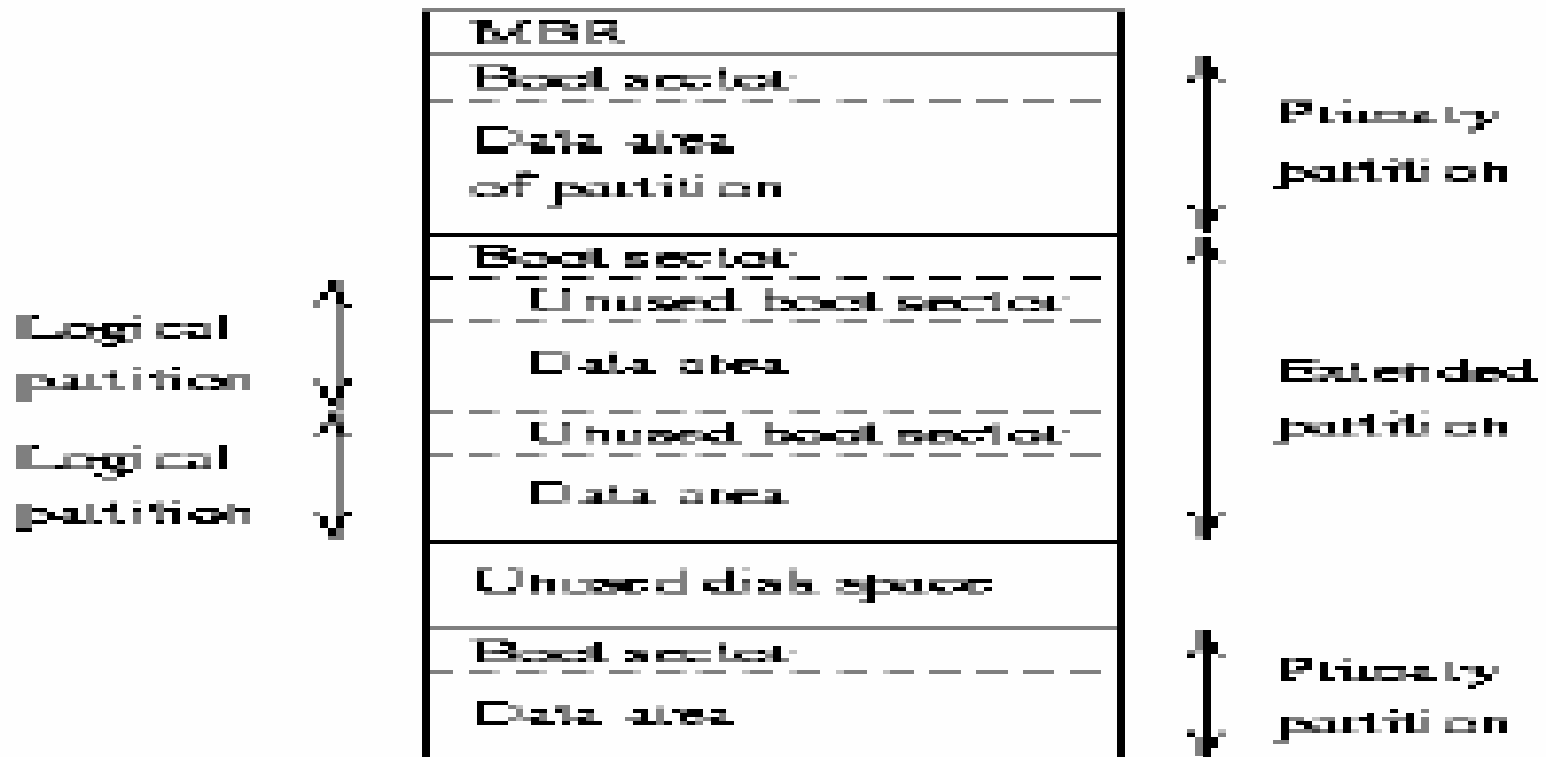 MBR
Boot sector
Data area
of partition
Primary
partition
Boot sector
Unused boot sector
Data area
Logical
partition
Unused boot sector
Data area
Logical
partition
Extended
partition
Unused disk space
Boot sector
Data area
Primary
partition